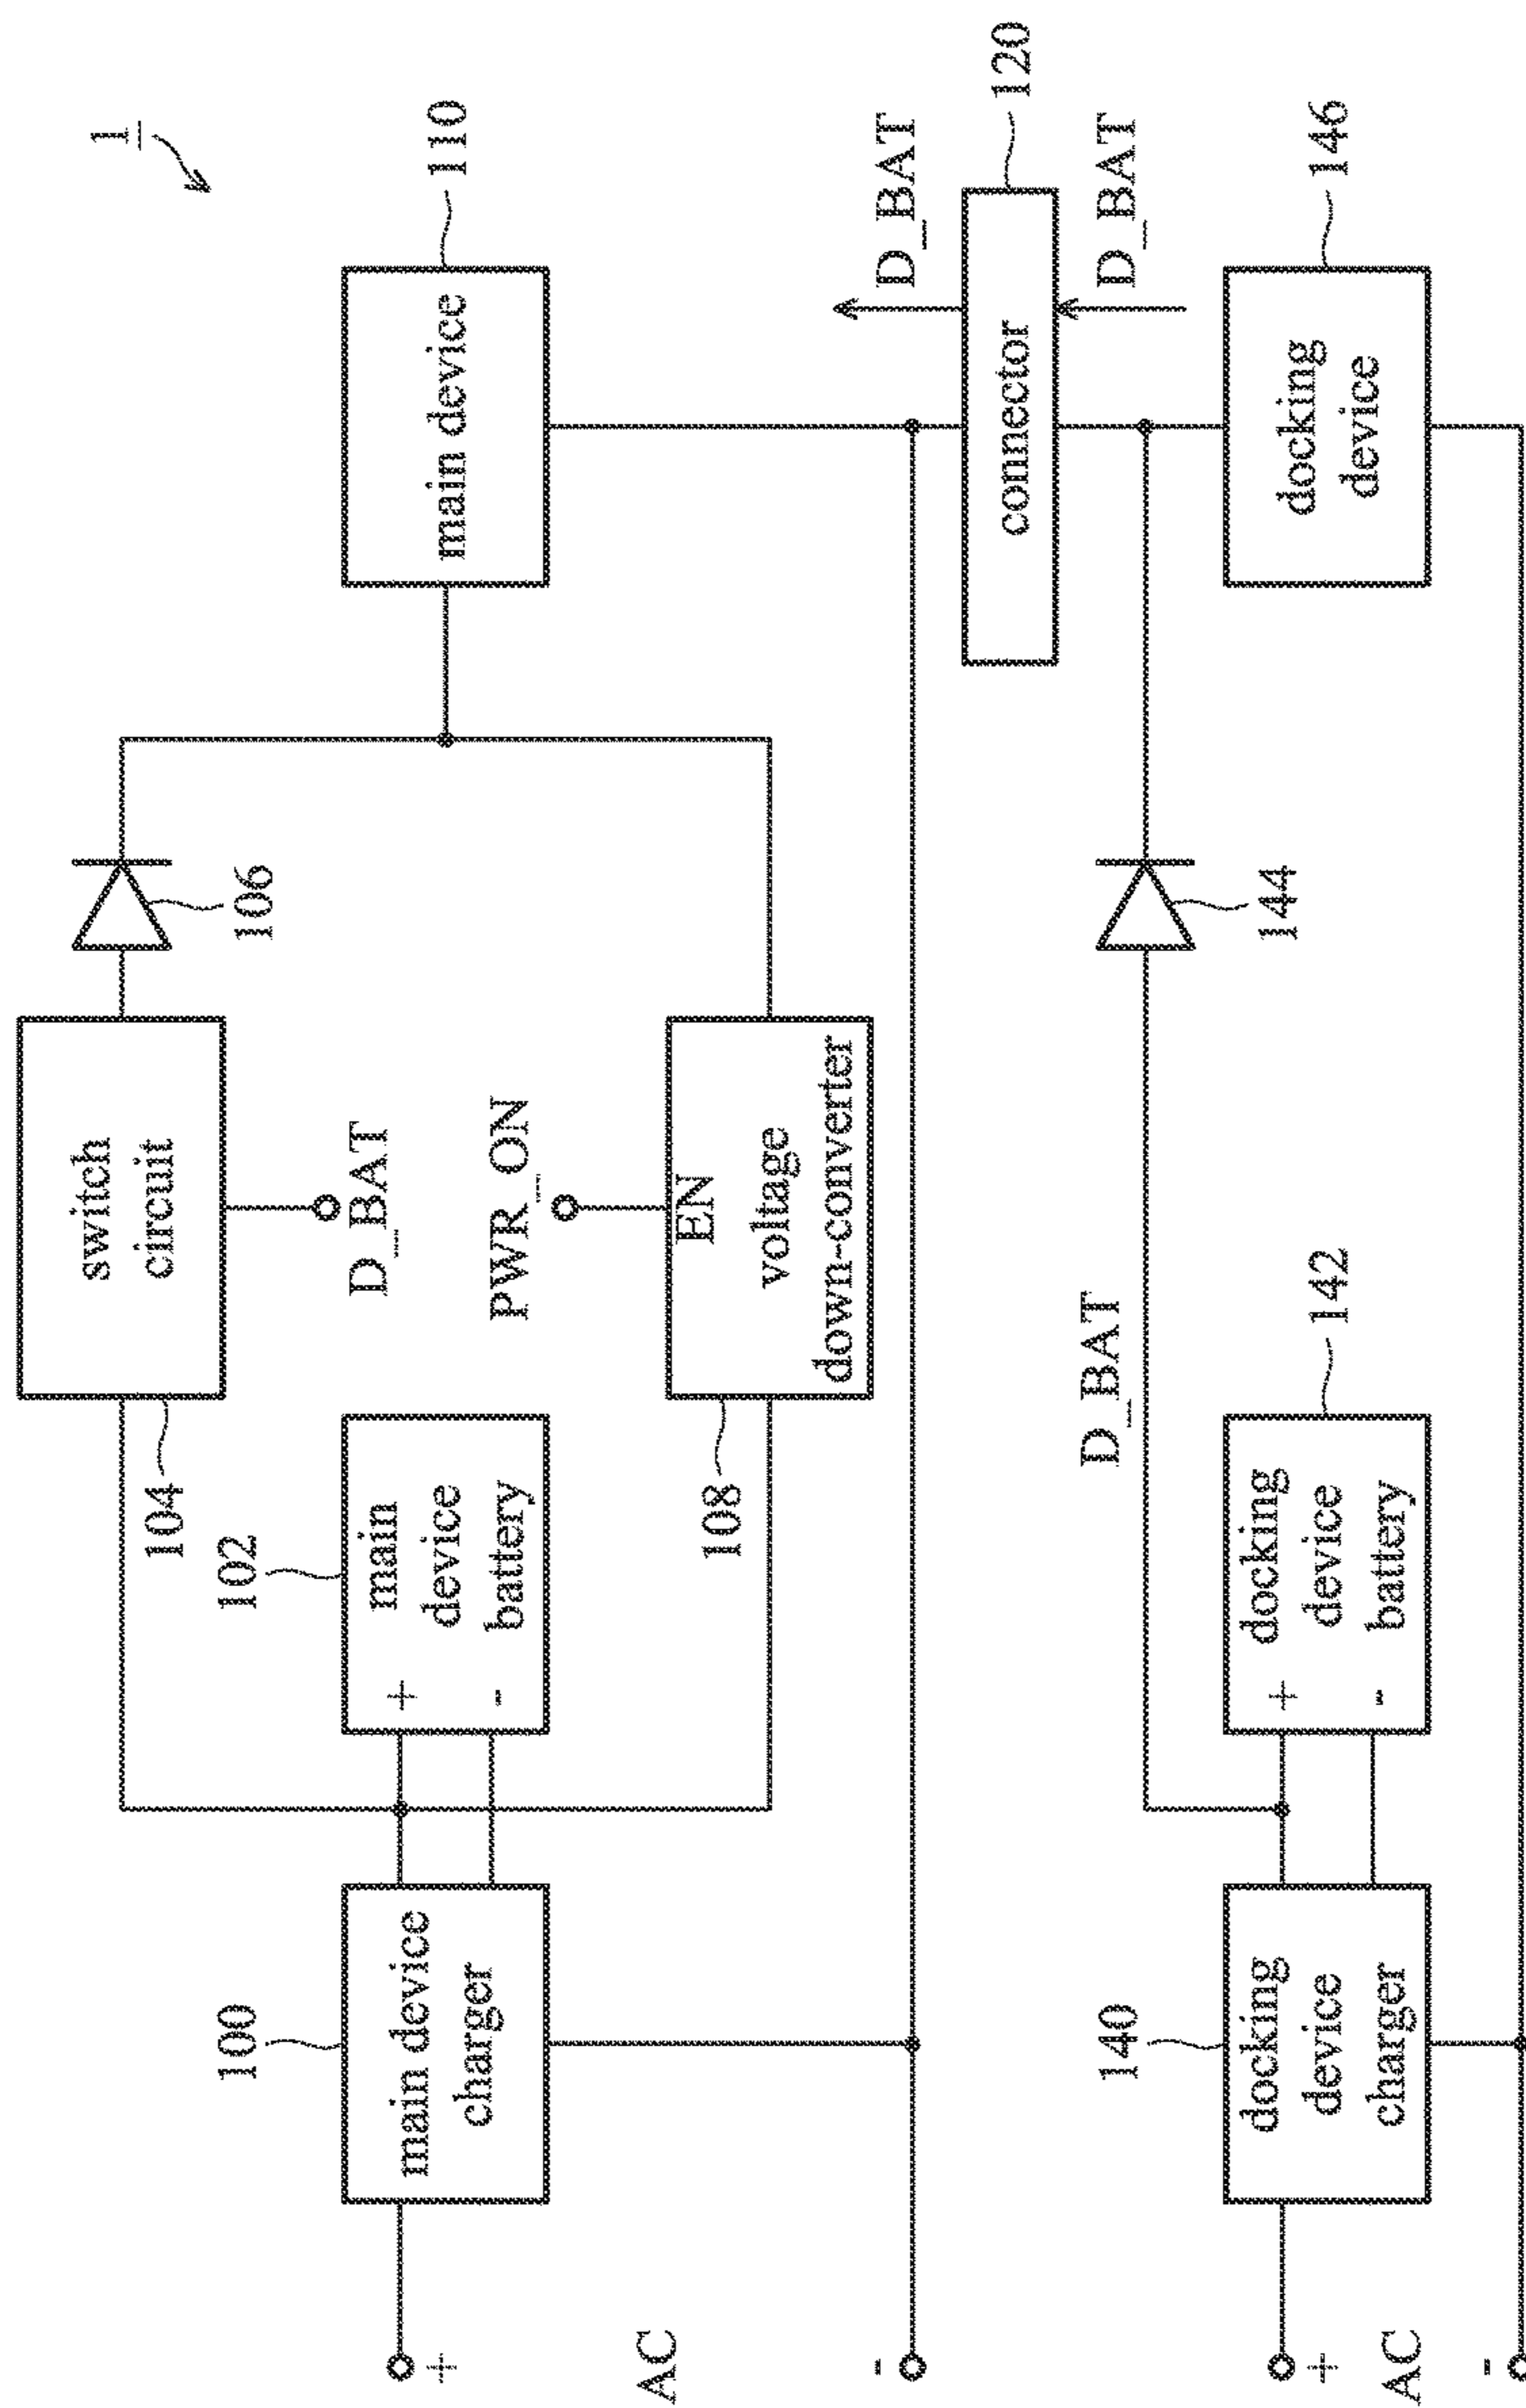 1
switch
circuit
104
106
D_BAT
main device
charger
100
main
device
battery
+
-
102
main device
110
PWR_ON
EN
voltage
down-converter
108
+
AC
-
D_BAT
connector
120
D_BAT
D_BAT
144
docking
device
charger
140
docking
device
battery
+
-
142
docking
device
146
+
AC
-